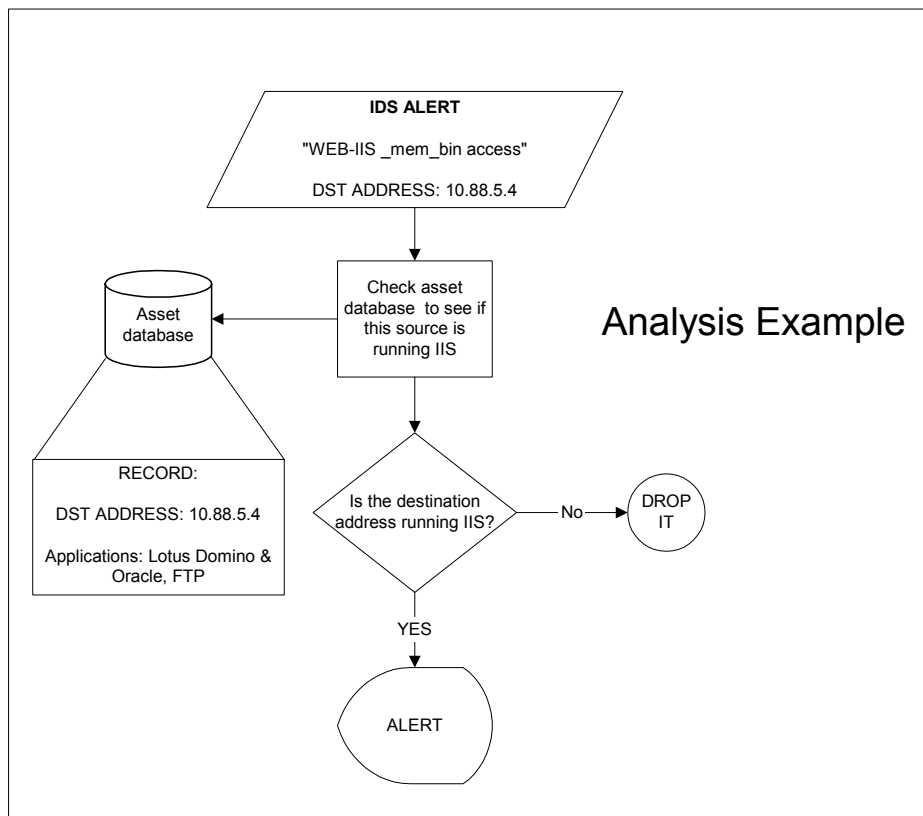 IDS ALERT
"WEB-IIS _mem_bin access"
DST ADDRESS: 10.88.5.4
Check asset
database to see if
this source is
running IIS
Asset
database
Analysis Example
RECORD:
DST ADDRESS: 10.88.5.4
Applications: Lotus Domino &
Oracle, FTP
Is the destination
address running IIS?
No
DROP
IT
YES
ALERT